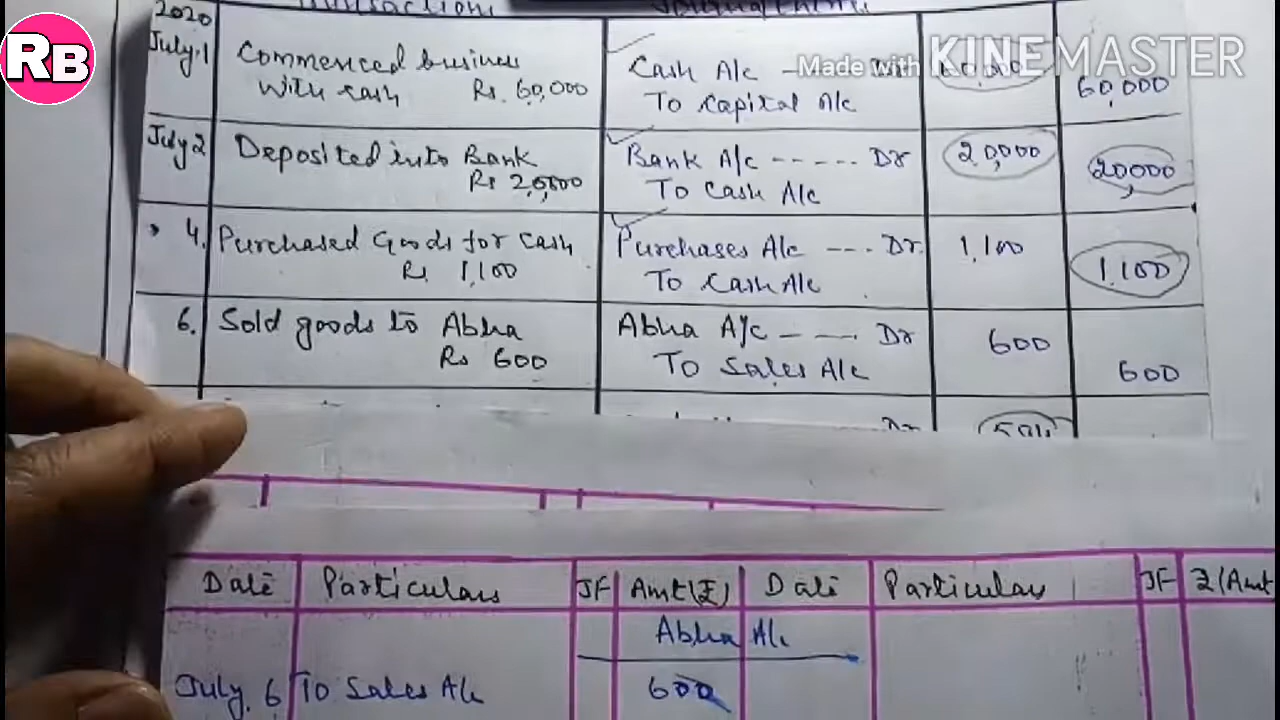 RB
Made with KINEMASTER
2020
July.1
Commenced business
with cash Rs. 60,000
Cash A/c Dr
To Capital A/c
60,000
July 2
Deposited into Bank
Rs 20,000
Bank A/c ----- Dr
To Cash A/c
20,000
20000
4. Purchased Goods for Cash
Rs 1,100
Purchases A/c --- Dr.
To Cash A/c
1,100
1,100
6. Sold goods to Abha
Rs 600
Abha A/c ---- Dr
To Sales A/c
600
600
Dr
Date Particulars JF Amt(₹) Date Particulars JF ₹/Amt
Abha A/c
July. 6 To Sales A/c 600